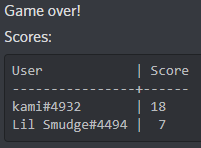 Game over!
Scores:
User            | Score
----------------+------
kami#4932       | 18
Lil Smudge#4494 |  7